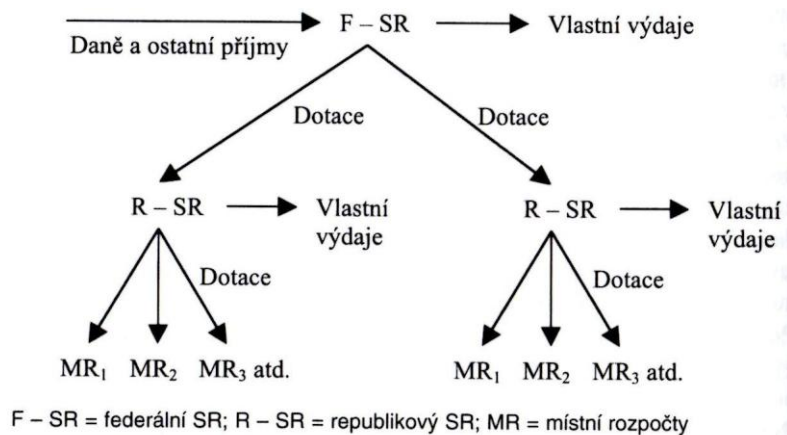 F – SR
Vlastní výdaje
Daně a ostatní příjmy
Dotace
Dotace
R – SR
Vlastní
výdaje
R – SR
Vlastní
výdaje
Dotace
Dotace
MR₁ MR₂ MR₃ atd.
MR₁ MR₂ MR₃ atd.
F – SR = federální SR; R – SR = republikový SR; MR = místní rozpočty